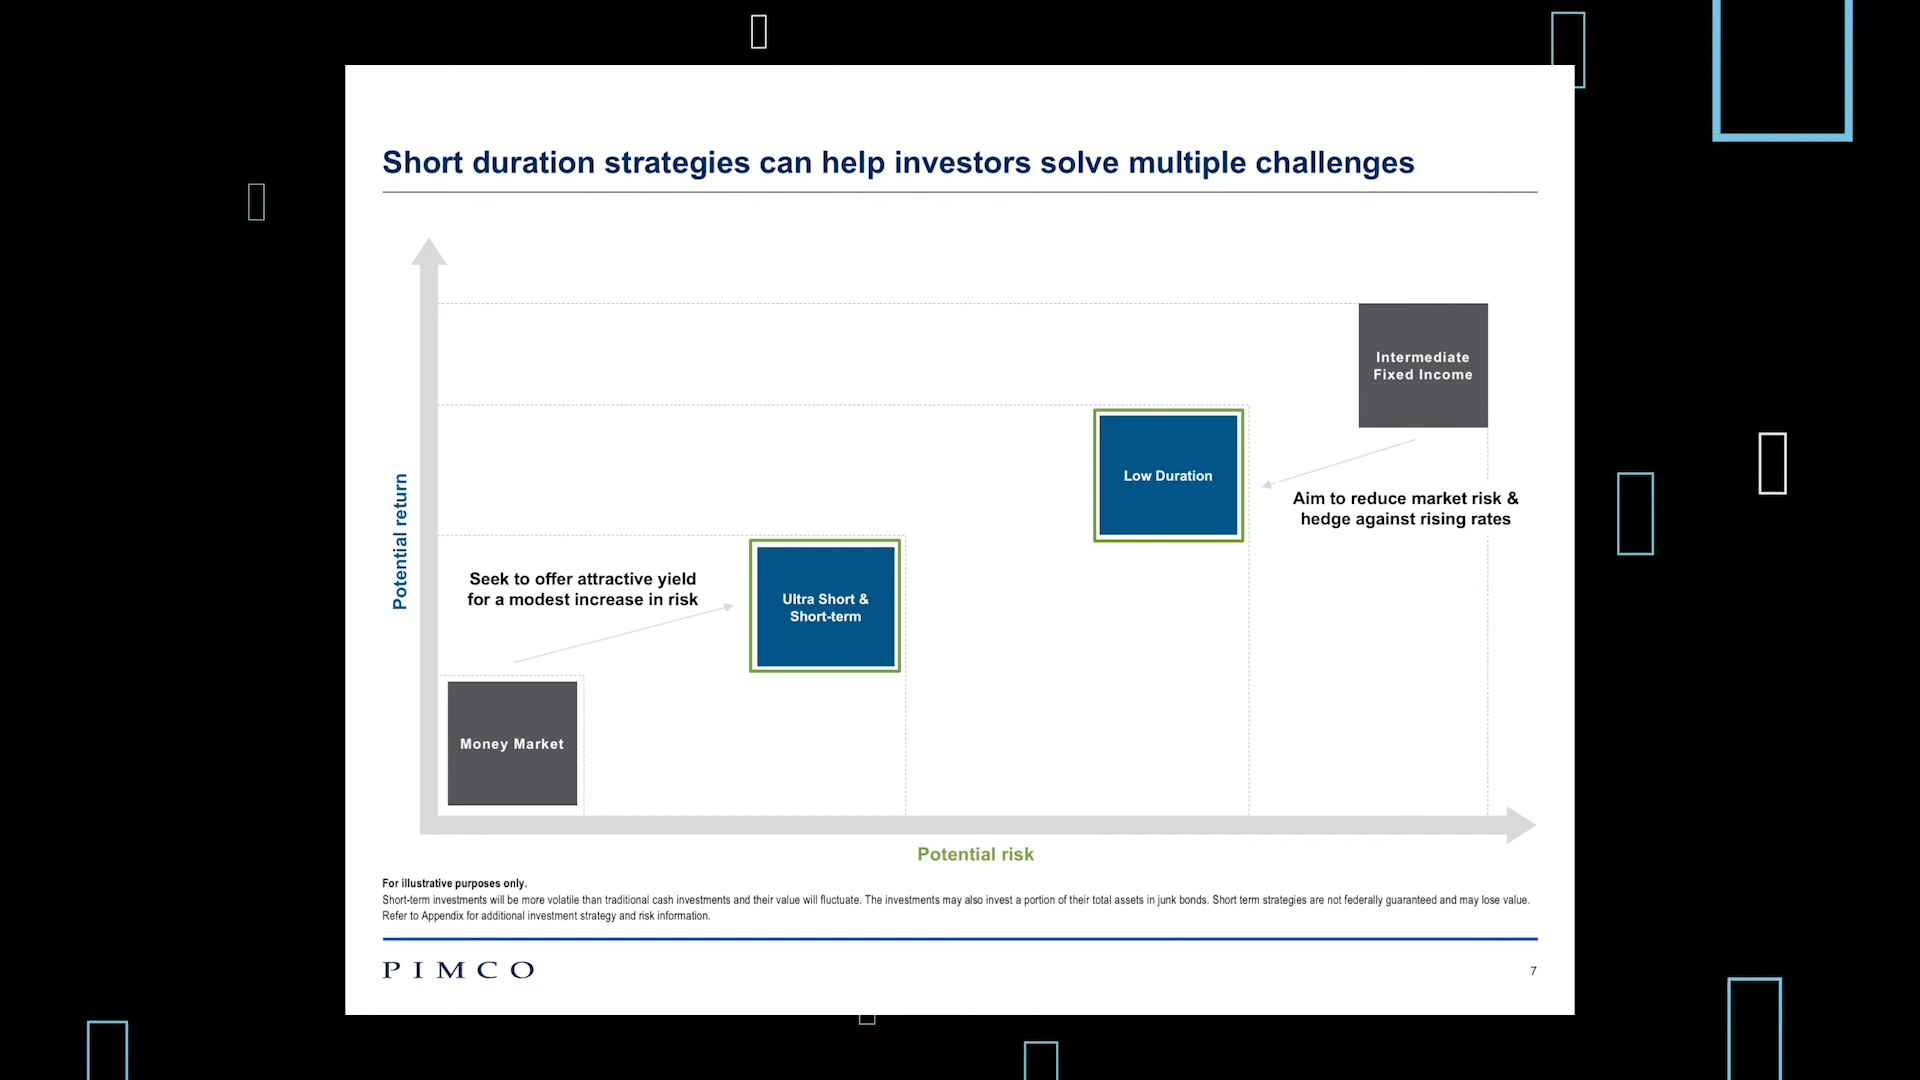 Short duration strategies can help investors solve multiple challenges
Intermediate
Fixed Income
Low Duration
Aim to reduce market risk &
hedge against rising rates
Potential return
Seek to offer attractive yield
for a modest increase in risk
Ultra Short &
Short-term
Money Market
Potential risk
For illustrative purposes only.
Short-term investments will be more volatile than traditional cash investments and their value will fluctuate. The investments may also invest a portion of their total assets in junk bonds. Short term strategies are not federally guaranteed and may lose value.
Refer to Appendix for additional investment strategy and risk information.
PIMCO
7